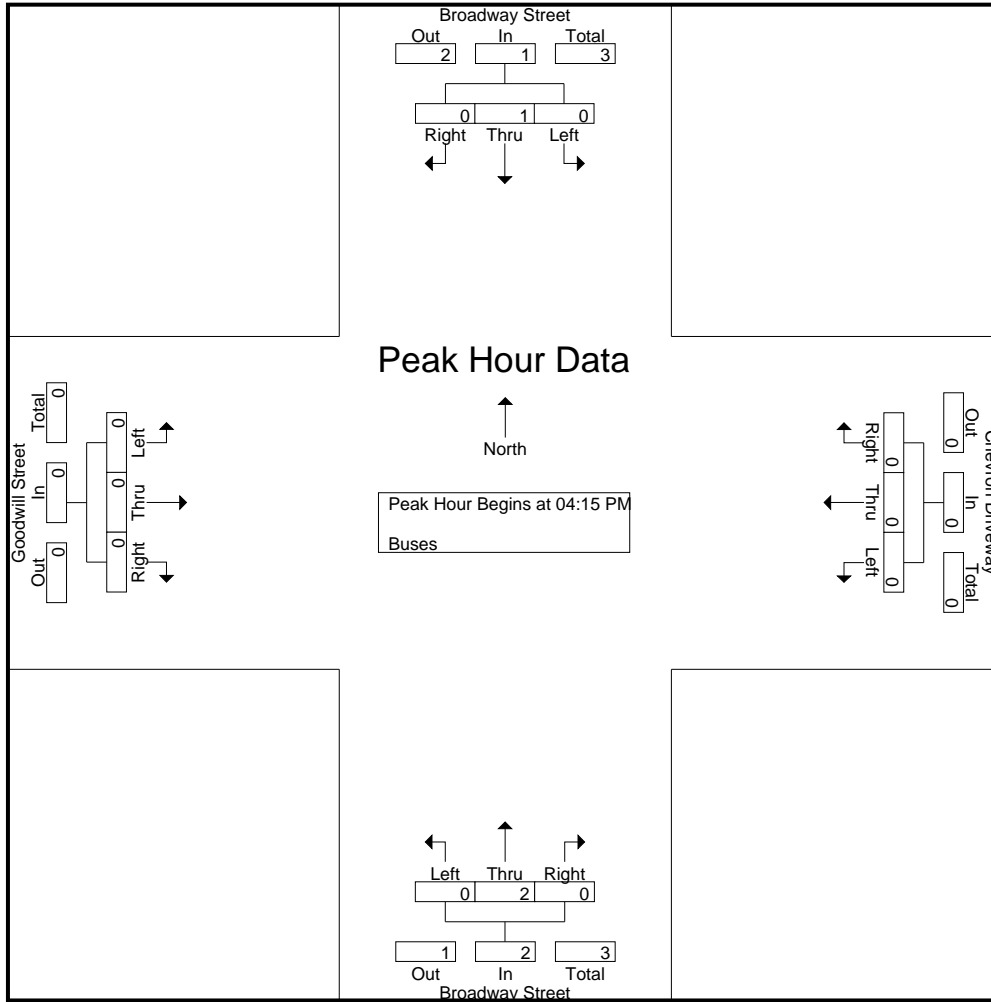 Broadway Street
Out In Total
2 1 3
0 1 0
Right Thru Left
Peak Hour Data
North
Peak Hour Begins at 04:15 PM
Buses
Goodwill Street
Out In Total
0 0 0
0 0 0
Right Thru Left
Chevron Driveway
Out In Total
0 0 0
0 0 0
Right Thru Left
Left Thru Right
0 2 0
1 2 3
Out In Total
Broadway Street